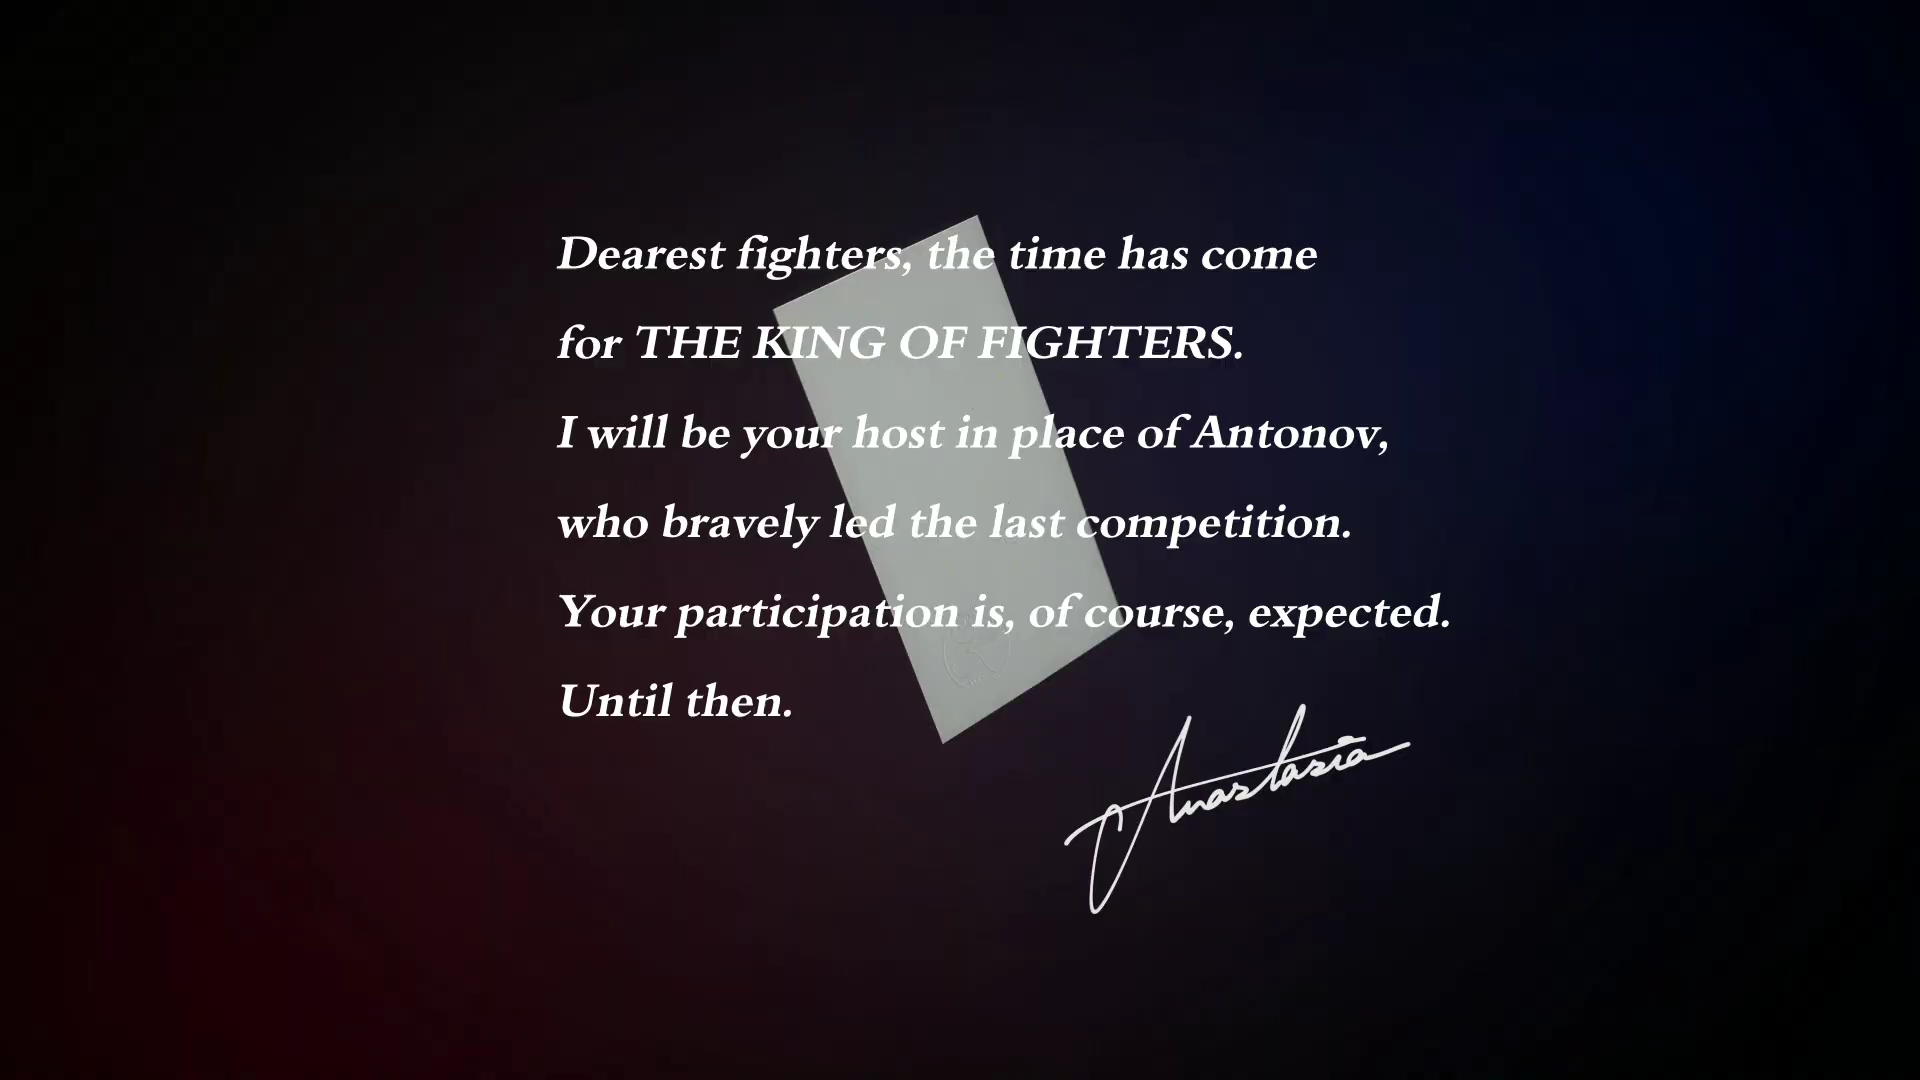 Dearest fighters, the time has come
for THE KING OF FIGHTERS.
I will be your host in place of Antonov,
who bravely led the last competition.
Your participation is, of course, expected.
Until then.
Anastasia